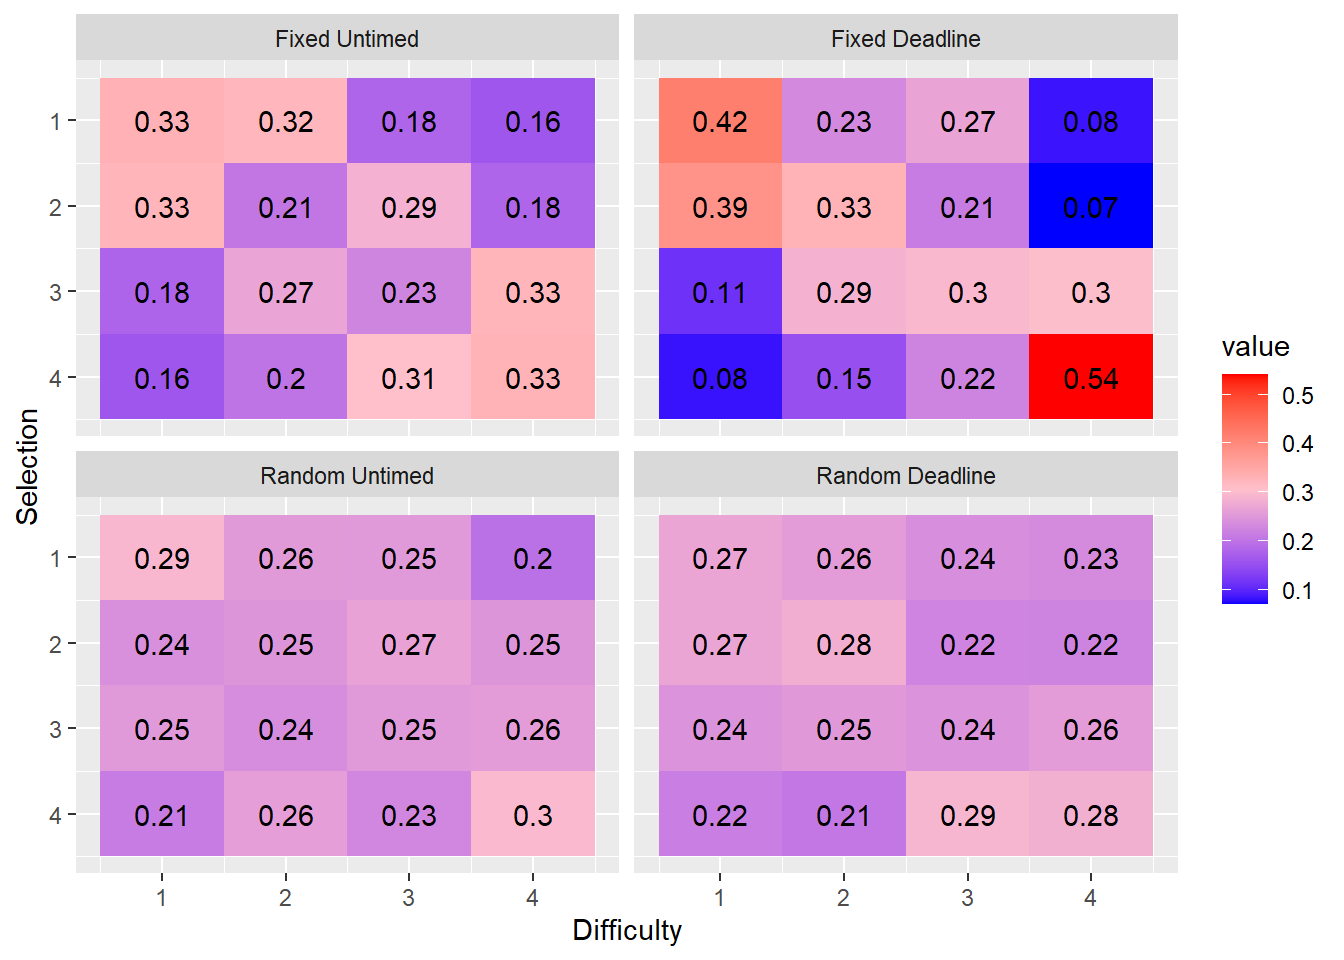 Fixed Untimed
Fixed Deadline
1 0.33 0.32 0.18 0.16 0.42 0.23 0.27 0.08
2 0.33 0.21 0.29 0.18 0.39 0.33 0.21 0.07
3 0.18 0.27 0.23 0.33 0.11 0.29 0.3 0.3
4 0.16 0.2 0.31 0.33 0.08 0.15 0.22 0.54
Selection
Random Untimed
Random Deadline
1 0.29 0.26 0.25 0.2 0.27 0.26 0.24 0.23
2 0.24 0.25 0.27 0.25 0.27 0.28 0.22 0.22
3 0.25 0.24 0.25 0.26 0.24 0.25 0.24 0.26
4 0.21 0.26 0.23 0.3 0.22 0.21 0.29 0.28
1 2 3 4 1 2 3 4
Difficulty
value
0.5
0.4
0.3
0.2
0.1